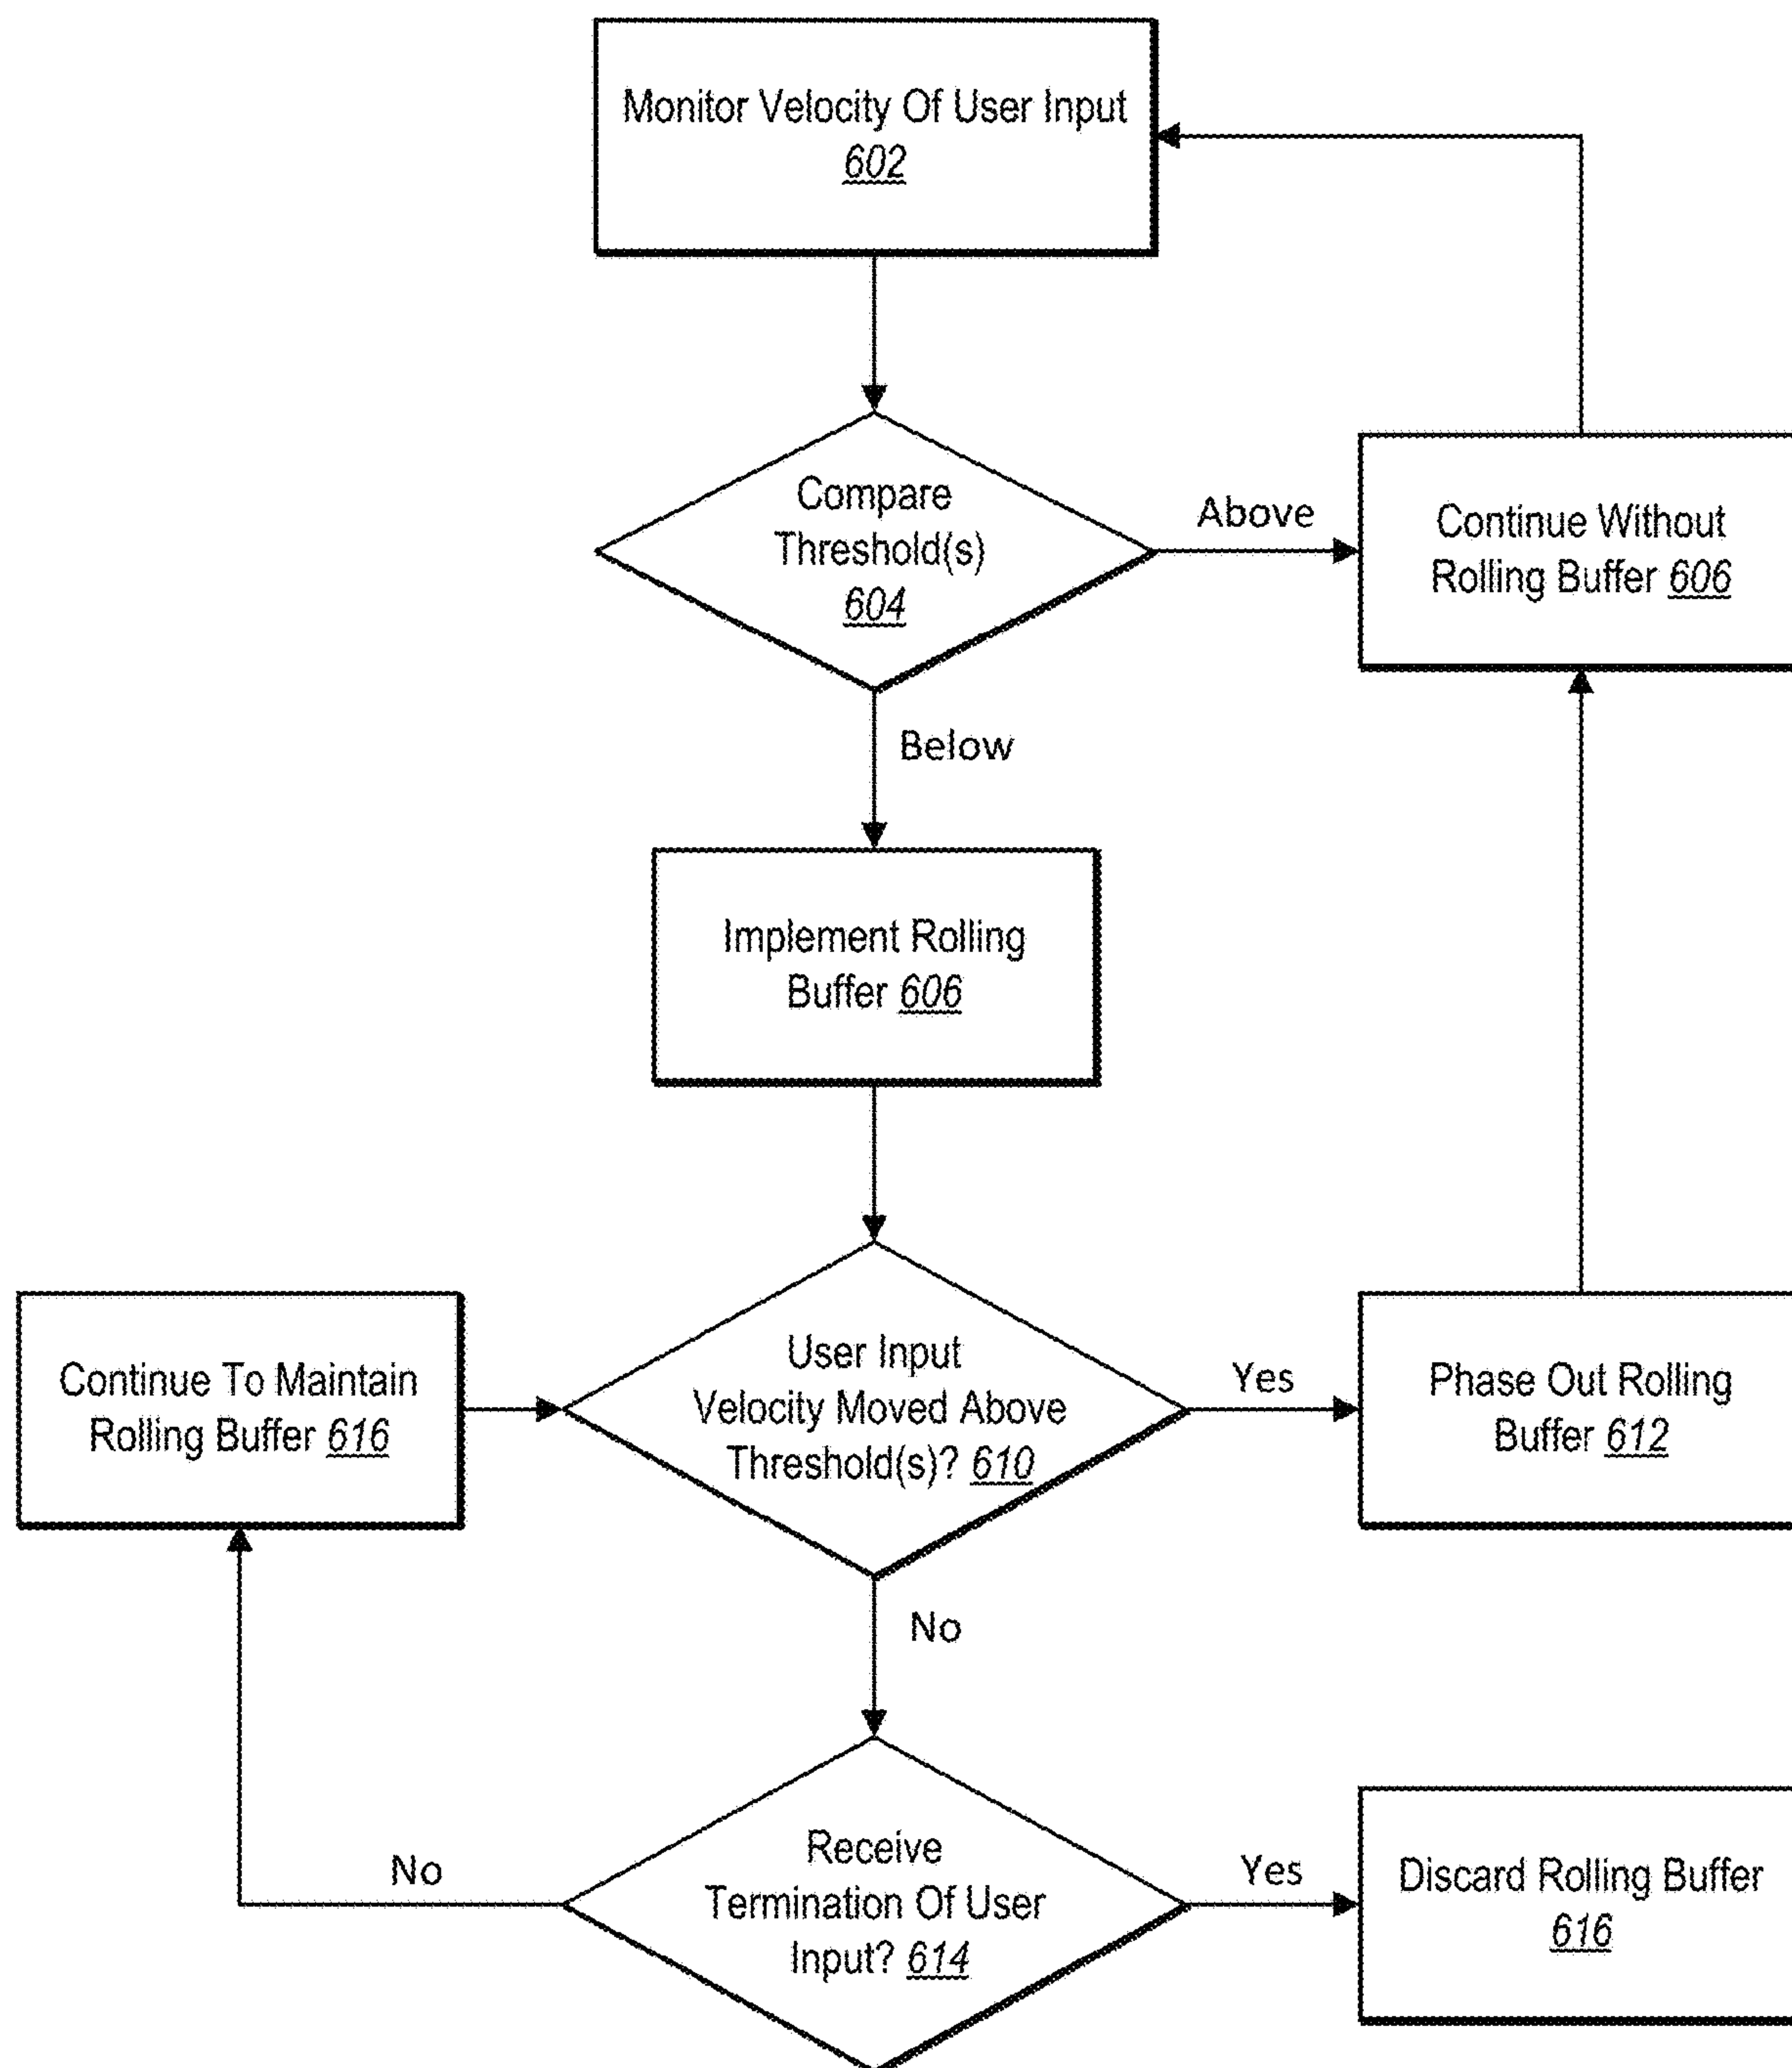 Monitor Velocity Of User Input
602
Compare
Threshold(s)
604
Above
Continue Without
Rolling Buffer 606
Below
Implement Rolling
Buffer 606
Continue To Maintain
Rolling Buffer 616
User Input
Velocity Moved Above
Threshold(s)? 610
Yes
Phase Out Rolling
Buffer 612
No
Receive
Termination Of User
Input? 614
No
Yes
Discard Rolling Buffer
616